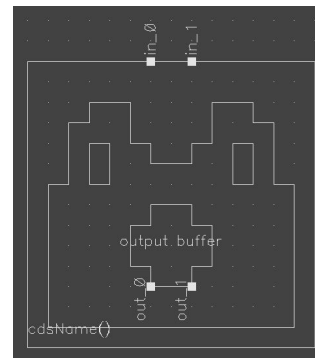 in_0
in_1
output buffer
out_0
out_1
cdsName()